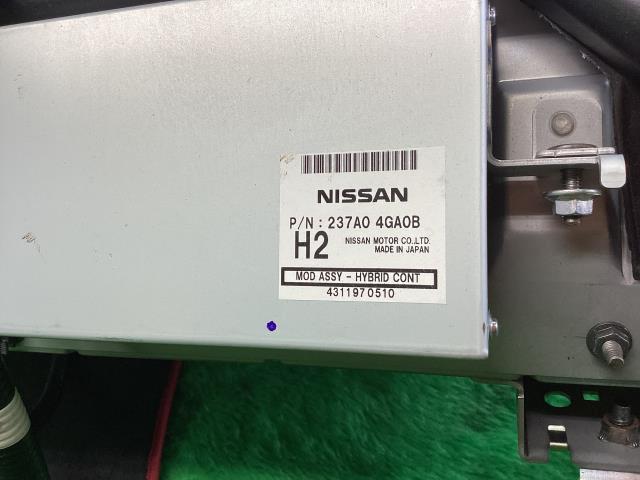 NISSAN
P/N : 237A0 4GA0B
H2 NISSAN MOTOR CO.,LTD.
MADE IN JAPAN
MOD ASSY - HYBRID CONT
4311970510